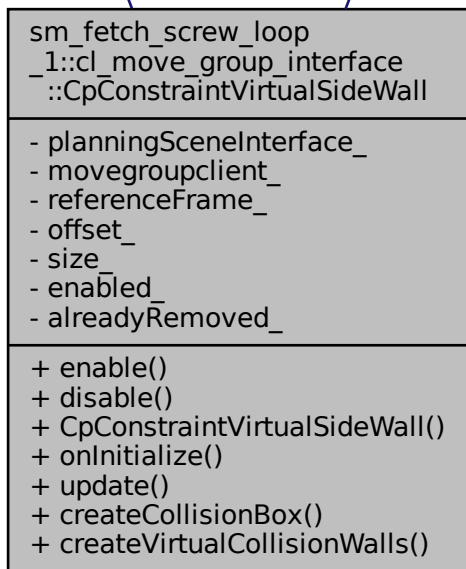 sm_fetch_screw_loop
_1::cl_move_group_interface
::CpConstraintVirtualSideWall
- planningSceneInterface_
- movegroupclient_
- referenceFrame_
- offset_
- size_
- enabled_
- alreadyRemoved_
+ enable()
+ disable()
+ CpConstraintVirtualSideWall()
+ onInitialize()
+ update()
+ createCollisionBox()
+ createVirtualCollisionWalls()